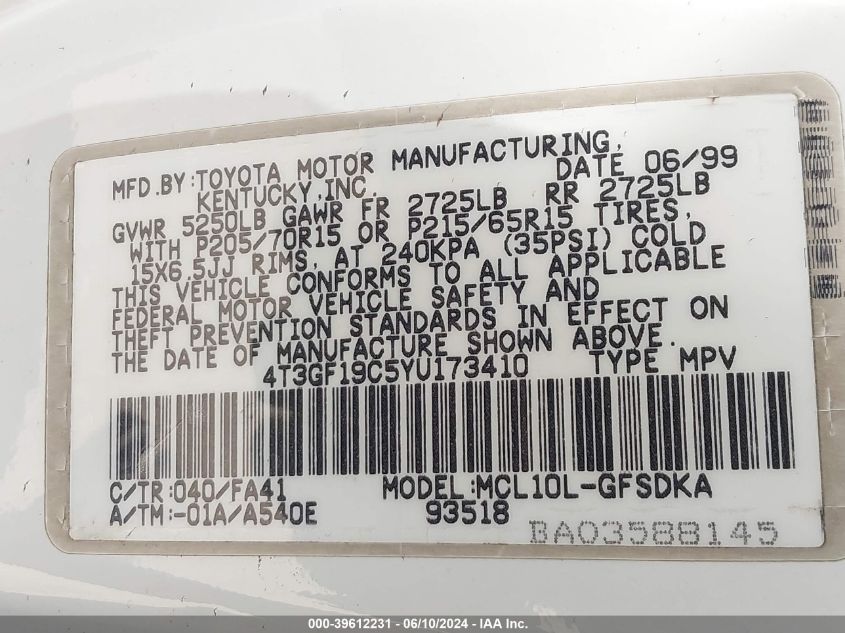 MFD.BY:TOYOTA MOTOR MANUFACTURING,
KENTUCKY,INC. DATE 06/99
GVWR 5250LB GAWR FR 2725LB RR 2725LB
WITH P205/70R15 OR P215/65R15 TIRES,
15X6.5JJ RIMS, AT 240KPA (35PSI) COLD
THIS VEHICLE CONFORMS TO ALL APPLICABLE
FEDERAL MOTOR VEHICLE SAFETY AND
THEFT PREVENTION STANDARDS IN EFFECT ON
THE DATE OF MANUFACTURE SHOWN ABOVE.
4T3GF19C5YU173410 TYPE MPV
C/TR:040/FA41 MODEL:MCL10L-GFSDKA
A/TM:-01A/A540E 93518
BA03588145
000-39612231 - 06/10/2024 - IAA Inc.